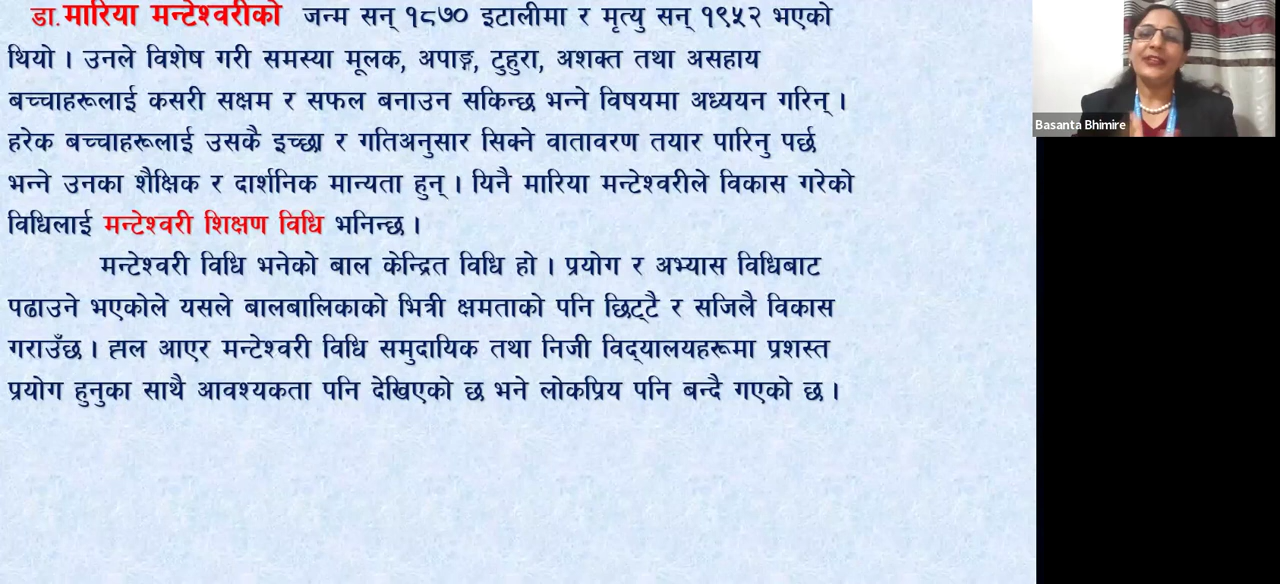 डा.मारिया मन्टेश्वरीको जन्म सन् १८७० इटालीमा र मृत्यु सन् १९५२ भएको
थियो । उनले विशेष गरी समस्या मूलक, अपाङ्ग, टुहुरा, अशक्त तथा असहाय
बच्चाहरूलाई कसरी सक्षम र सफल बनाउन सकिन्छ भन्ने विषयमा अध्ययन गरिन् ।
हरेक बच्चाहरूलाई उसकै इच्छा र गतिअनुसार सिक्ने वातावरण तयार पारिनु पर्छ
भन्ने उनका शैक्षिक र दार्शनिक मान्यता हुन् । यिनै मारिया मन्टेश्वरीले विकास गरेको
विधिलाई मन्टेश्वरी शिक्षण विधि भनिन्छ ।
मन्टेश्वरी विधि भनेको बाल केन्द्रित विधि हो । प्रयोग र अभ्यास विधिबाट
पढाउने भएकोले यसले बालबालिकाको भित्री क्षमताको पनि छिट्टै र सजिलै विकास
गराउँछ । हाल आएर मन्टेश्वरी विधि समुदायिक तथा निजी विद्यालयहरूमा प्रशस्त
प्रयोग हुनुका साथै आवश्यकता पनि देखिएको छ भने लोकप्रिय पनि बन्दै गएको छ ।
Basanta Bhimire